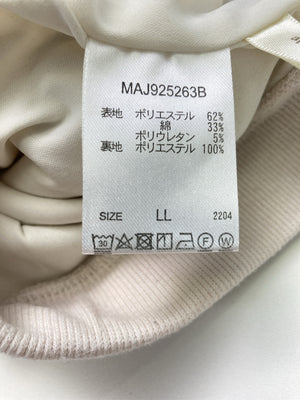 MAJ925263B
表地 ポリエステル 62%
綿 33%
ポリウレタン 5%
裏地 ポリエステル 100%
SIZE LL 2204
30 F W